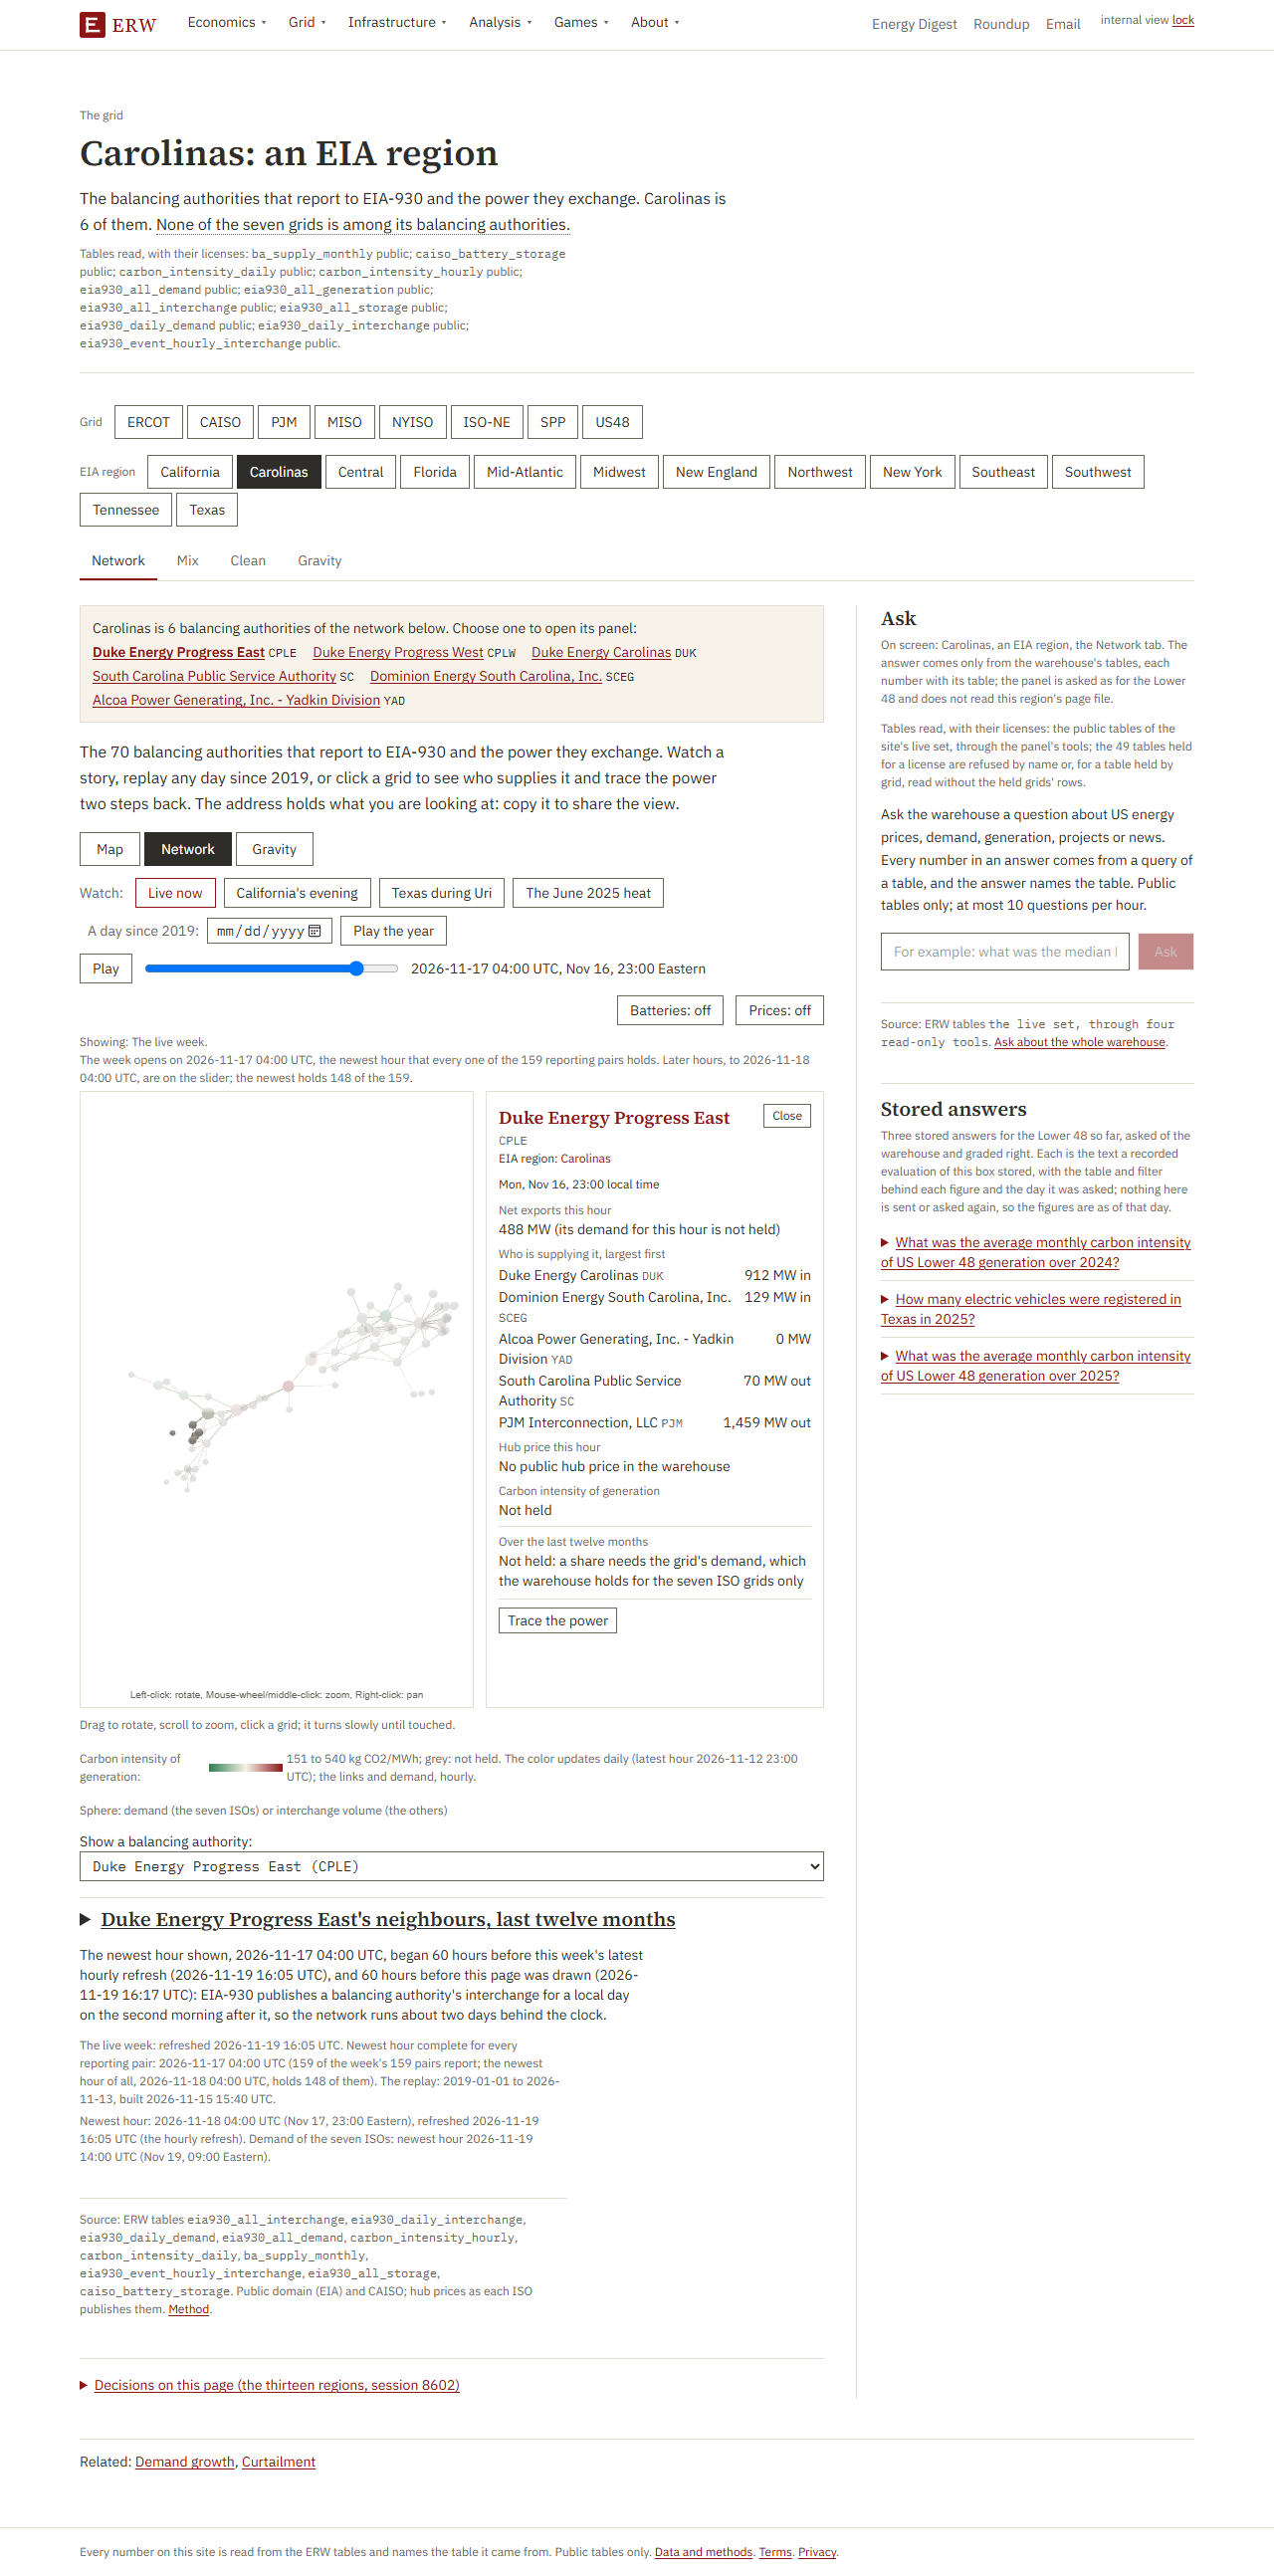 E ERW Economics Grid Infrastructure Analysis Games About Energy Digest Roundup Email internal view lock
The grid
Carolinas: an EIA region
The balancing authorities that report to EIA-930 and the power they exchange. Carolinas is
6 of them. None of the seven grids is among its balancing authorities.
Tables read, with their licenses: ba_supply_monthly public; caiso_battery_storage
public; carbon_intensity_daily public; carbon_intensity_hourly public;
eia930_all_demand public; eia930_all_generation public;
eia930_all_interchange public; eia930_all_storage public;
eia930_daily_demand public; eia930_daily_interchange public;
eia930_event_hourly_interchange public.
Grid ERCOT CAISO PJM MISO NYISO ISO-NE SPP US48
EIA region California Carolinas Central Florida Mid-Atlantic Midwest New England Northwest New York Southeast Southwest
Tennessee Texas
Network Mix Clean Gravity
Carolinas is 6 balancing authorities of the network below. Choose one to open its panel:
Duke Energy Progress East CPLE Duke Energy Progress West CPLW Duke Energy Carolinas DUK
South Carolina Public Service Authority SC Dominion Energy South Carolina, Inc. SCEG
Alcoa Power Generating, Inc. - Yadkin Division YAD
The 70 balancing authorities that report to EIA-930 and the power they exchange. Watch a
story, replay any day since 2019, or click a grid to see who supplies it and trace the power
two steps back. The address holds what you are looking at: copy it to share the view.
Map Network Gravity
Watch: Live now California's evening Texas during Uri The June 2025 heat
A day since 2019: mm/dd/yyyy Play the year
Play 2026-11-17 04:00 UTC, Nov 16, 23:00 Eastern
Batteries: off Prices: off
Showing: The live week.
The week opens on 2026-11-17 04:00 UTC, the newest hour that every one of the 159 reporting pairs holds. Later hours, to 2026-11-18
04:00 UTC, are on the slider; the newest holds 148 of the 159.
Left-click: rotate, Mouse-wheel/middle-click: zoom, Right-click: pan
Duke Energy Progress East Close
CPLE
EIA region: Carolinas
Mon, Nov 16, 23:00 local time
Net exports this hour
488 MW (its demand for this hour is not held)
Who is supplying it, largest first
Duke Energy Carolinas DUK 912 MW in
Dominion Energy South Carolina, Inc. 129 MW in
SCEG
Alcoa Power Generating, Inc. - Yadkin 0 MW
Division YAD
South Carolina Public Service 70 MW out
Authority SC
PJM Interconnection, LLC PJM 1,459 MW out
Hub price this hour
No public hub price in the warehouse
Carbon intensity of generation
Not held
Over the last twelve months
Not held: a share needs the grid's demand, which
the warehouse holds for the seven ISO grids only
Trace the power
Drag to rotate, scroll to zoom, click a grid; it turns slowly until touched.
Carbon intensity of
generation:
151 to 540 kg CO2/MWh; grey: not held. The color updates daily (latest hour 2026-11-12 23:00
UTC); the links and demand, hourly.
Sphere: demand (the seven ISOs) or interchange volume (the others)
Show a balancing authority:
Duke Energy Progress East (CPLE)
Duke Energy Progress East's neighbours, last twelve months
The newest hour shown, 2026-11-17 04:00 UTC, began 60 hours before this week's latest
hourly refresh (2026-11-19 16:05 UTC), and 60 hours before this page was drawn (2026-
11-19 16:17 UTC): EIA-930 publishes a balancing authority's interchange for a local day
on the second morning after it, so the network runs about two days behind the clock.
The live week: refreshed 2026-11-19 16:05 UTC. Newest hour complete for every
reporting pair: 2026-11-17 04:00 UTC (159 of the week's 159 pairs report; the newest
hour of all, 2026-11-18 04:00 UTC, holds 148 of them). The replay: 2019-01-01 to 2026-
11-13, built 2026-11-15 15:40 UTC.
Newest hour: 2026-11-18 04:00 UTC (Nov 17, 23:00 Eastern), refreshed 2026-11-19
16:05 UTC (the hourly refresh). Demand of the seven ISOs: newest hour 2026-11-19
14:00 UTC (Nov 19, 09:00 Eastern).
Source: ERW tables eia930_all_interchange, eia930_daily_interchange,
eia930_daily_demand, eia930_all_demand, carbon_intensity_hourly,
carbon_intensity_daily, ba_supply_monthly,
eia930_event_hourly_interchange, eia930_all_storage,
caiso_battery_storage. Public domain (EIA) and CAISO; hub prices as each ISO
publishes them. Method.
Decisions on this page (the thirteen regions, session 8602)
Ask
On screen: Carolinas, an EIA region, the Network tab. The
answer comes only from the warehouse's tables, each
number with its table; the panel is asked as for the Lower
48 and does not read this region's page file.
Tables read, with their licenses: the public tables of the
site's live set, through the panel's tools; the 49 tables held
for a license are refused by name or, for a table held by
grid, read without the held grids' rows.
Ask the warehouse a question about US energy
prices, demand, generation, projects or news.
Every number in an answer comes from a query of
a table, and the answer names the table. Public
tables only; at most 10 questions per hour.
For example: what was the median l Ask
Source: ERW tables the live set, through four
read-only tools. Ask about the whole warehouse.
Stored answers
Three stored answers for the Lower 48 so far, asked of the
warehouse and graded right. Each is the text a recorded
evaluation of this box stored, with the table and filter
behind each figure and the day it was asked; nothing here
is sent or asked again, so the figures are as of that day.
What was the average monthly carbon intensity
of US Lower 48 generation over 2024?
How many electric vehicles were registered in
Texas in 2025?
What was the average monthly carbon intensity
of US Lower 48 generation over 2025?
Related: Demand growth, Curtailment
Every number on this site is read from the ERW tables and names the table it came from. Public tables only. Data and methods. Terms. Privacy.